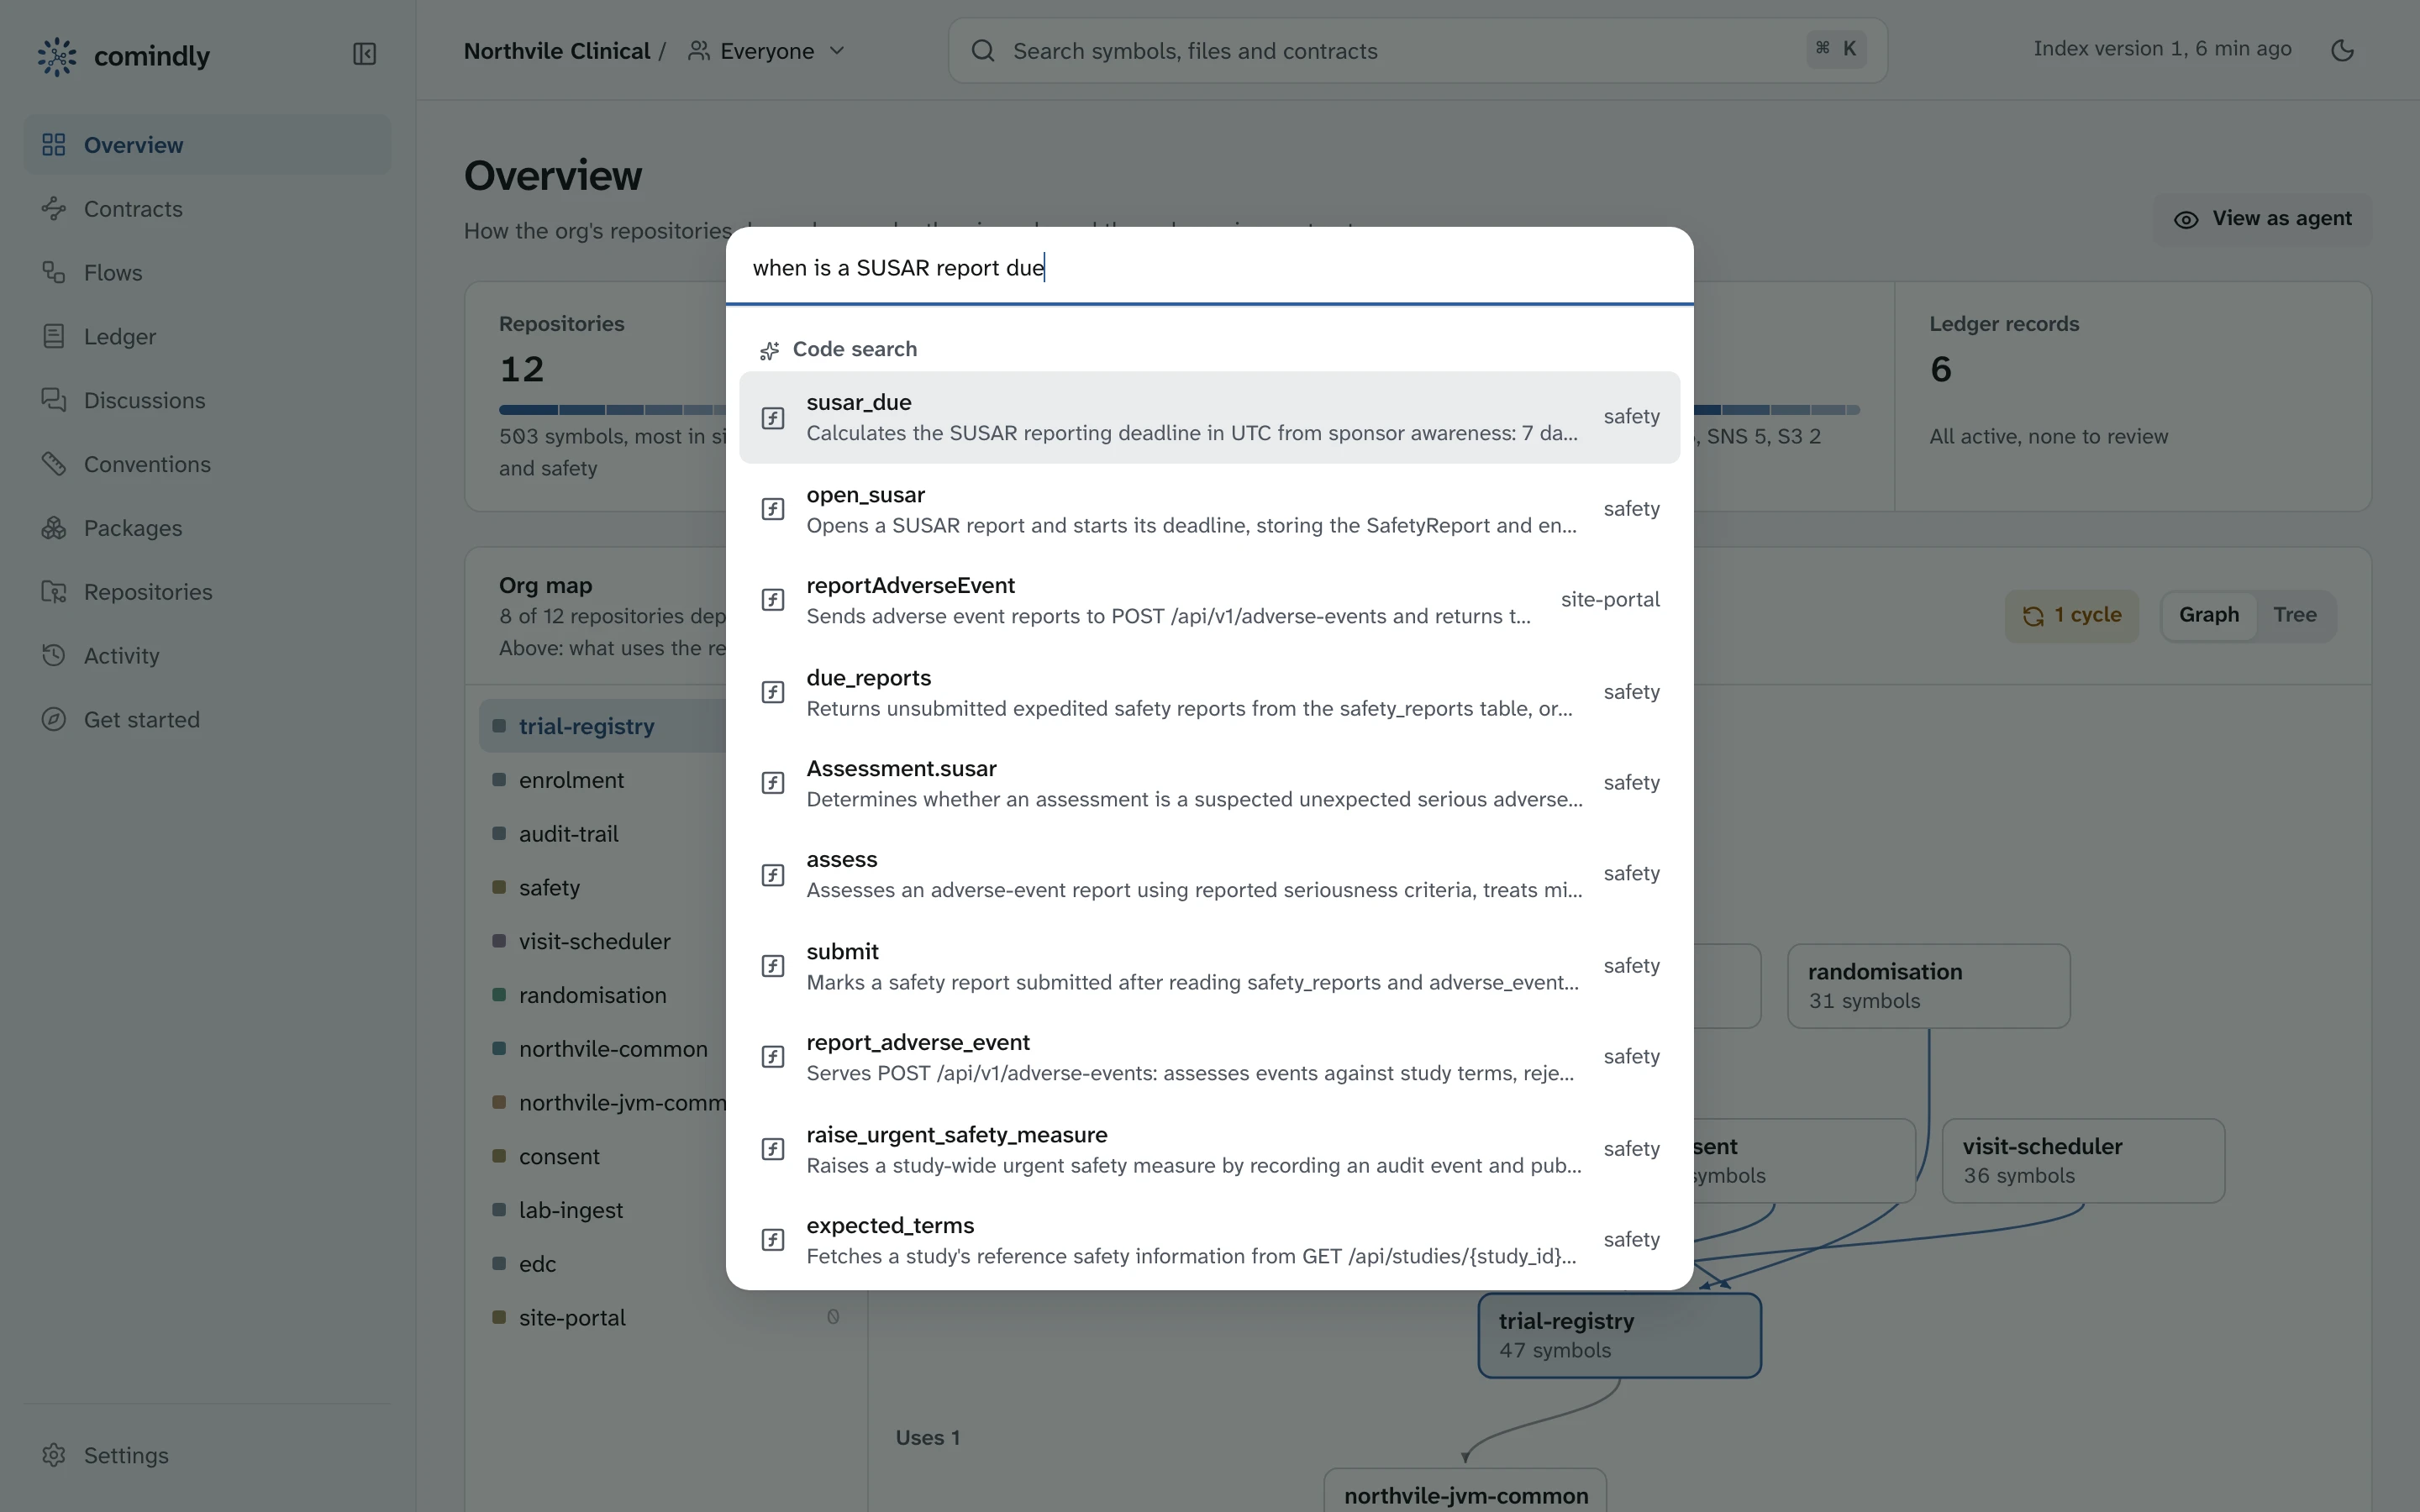 comindly
Northvile Clinical / Everyone
Search symbols, files and contracts
⌘ K
Index version 1, 6 min ago
Overview
Contracts
Flows
Ledger
Discussions
Conventions
Packages
Repositories
Activity
Get started
Settings
Overview
How the org's repositories
View as agent
Repositories
12
503 symbols, most in si
and safety
, SNS 5, S3 2
Ledger records
6
All active, none to review
Org map
8 of 12 repositories dep
Above: what uses the re
1 cycle
Graph
Tree
trial-registry
enrolment
audit-trail
safety
visit-scheduler
randomisation
northvile-common
northvile-jvm-comm
consent
lab-ingest
edc
site-portal
0
when is a SUSAR report due
Code search
susar_due
Calculates the SUSAR reporting deadline in UTC from sponsor awareness: 7 da...
safety
open_susar
Opens a SUSAR report and starts its deadline, storing the SafetyReport and en...
safety
reportAdverseEvent
Sends adverse event reports to POST /api/v1/adverse-events and returns t...
site-portal
due_reports
Returns unsubmitted expedited safety reports from the safety_reports table, or...
safety
Assessment.susar
Determines whether an assessment is a suspected unexpected serious adverse...
safety
assess
Assesses an adverse-event report using reported seriousness criteria, treats mi...
safety
submit
Marks a safety report submitted after reading safety_reports and adverse_event...
safety
report_adverse_event
Serves POST /api/v1/adverse-events: assesses events against study terms, reje...
safety
raise_urgent_safety_measure
Raises a study-wide urgent safety measure by recording an audit event and pub...
safety
expected_terms
Fetches a study's reference safety information from GET /api/studies/{study_id}...
safety
randomisation
31 symbols
sent
symbols
visit-scheduler
36 symbols
trial-registry
47 symbols
Uses 1
northvile-jvm-common